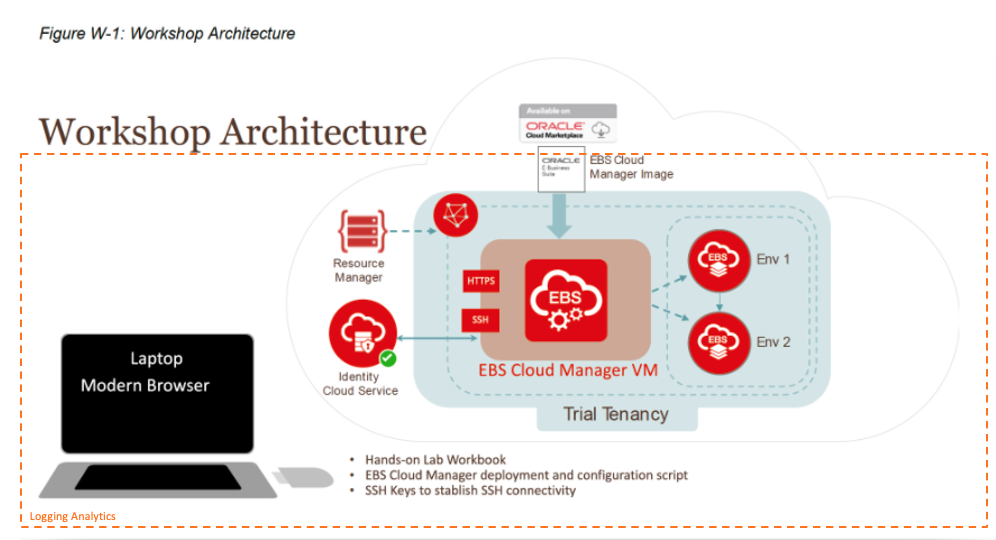 Figure W-1: Workshop Architecture
Workshop Architecture
Available on
ORACLE
Cloud Marketplace
ORACLE
E Business
Suite
EBS Cloud
Manager Image
Resource
Manager
HTTPS
SSH
EBS
EBS Cloud Manager VM
EBS
Env 1
EBS
Env 2
Identity
Cloud Service
Trial Tenancy
Laptop
Modern Browser
• Hands-on Lab Workbook
• EBS Cloud Manager deployment and configuration script
• SSH Keys to stablish SSH connectivity
Logging Analytics